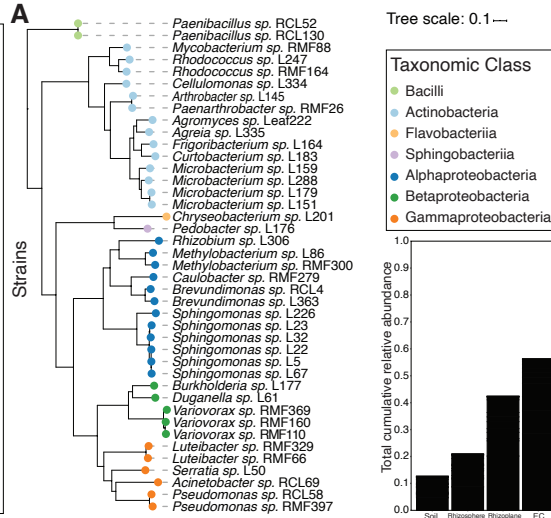 A
Tree scale: 0.1
Strains
Paenibacillus sp. RCL52
Paenibacillus sp. RCL130
Mycobacterium sp. RMF88
Rhodococcus sp. L247
Rhodococcus sp. RMF164
Cellulomonas sp. L334
Arthrobacter sp. L145
Paenarthrobacter sp. RMF26
Agromyces sp. Leaf222
Agreia sp. L335
Frigoribacterium sp. L164
Curtobacterium sp. L183
Microbacterium sp. L159
Microbacterium sp. L288
Microbacterium sp. L179
Microbacterium sp. L151
Chryseobacterium sp. L201
Pedobacter sp. L176
Rhizobium sp. L306
Methylobacterium sp. L86
Methylobacterium sp. RMF300
Caulobacter sp. RMF279
Brevundimonas sp. RCL4
Brevundimonas sp. L363
Sphingomonas sp. L226
Sphingomonas sp. L23
Sphingomonas sp. L32
Sphingomonas sp. L22
Sphingomonas sp. L5
Sphingomonas sp. L67
Burkholderia sp. L177
Duganella sp. L61
Variovorax sp. RMF369
Variovorax sp. RMF160
Variovorax sp. RMF110
Luteibacter sp. RMF329
Luteibacter sp. RMF66
Serratia sp. L50
Acinetobacter sp. RCL69
Pseudomonas sp. RCL58
Pseudomonas sp. RMF397
Taxonomic Class
Bacilli
Actinobacteria
Flavobacteriia
Sphingobacteriia
Alphaproteobacteria
Betaproteobacteria
Gammaproteobacteria
Total cumulative relative abundance
1.0
0.9
0.8
0.7
0.6
0.5
0.4
0.3
0.2
0.1
0.0
Soil Rhizosphere Rhizoplane EC